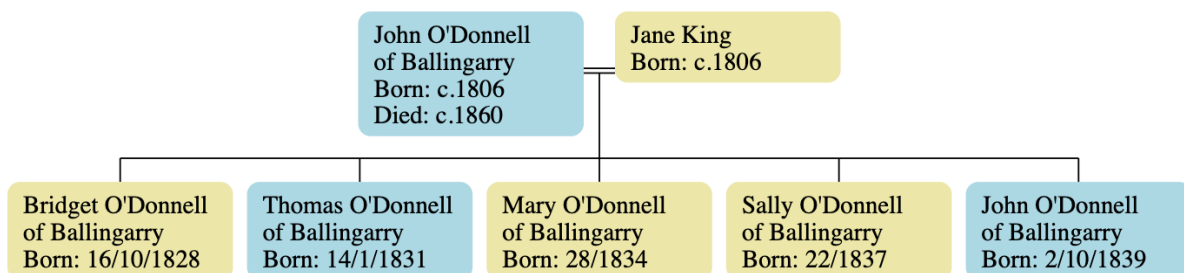 John O'Donnell
of Ballingarry
Born: c.1806
Died: c.1860
Jane King
Born: c.1806
Bridget O'Donnell
of Ballingarry
Born: 16/10/1828
Thomas O'Donnell
of Ballingarry
Born: 14/1/1831
Mary O'Donnell
of Ballingarry
Born: 28/1834
Sally O'Donnell
of Ballingarry
Born: 22/1837
John O'Donnell
of Ballingarry
Born: 2/10/1839